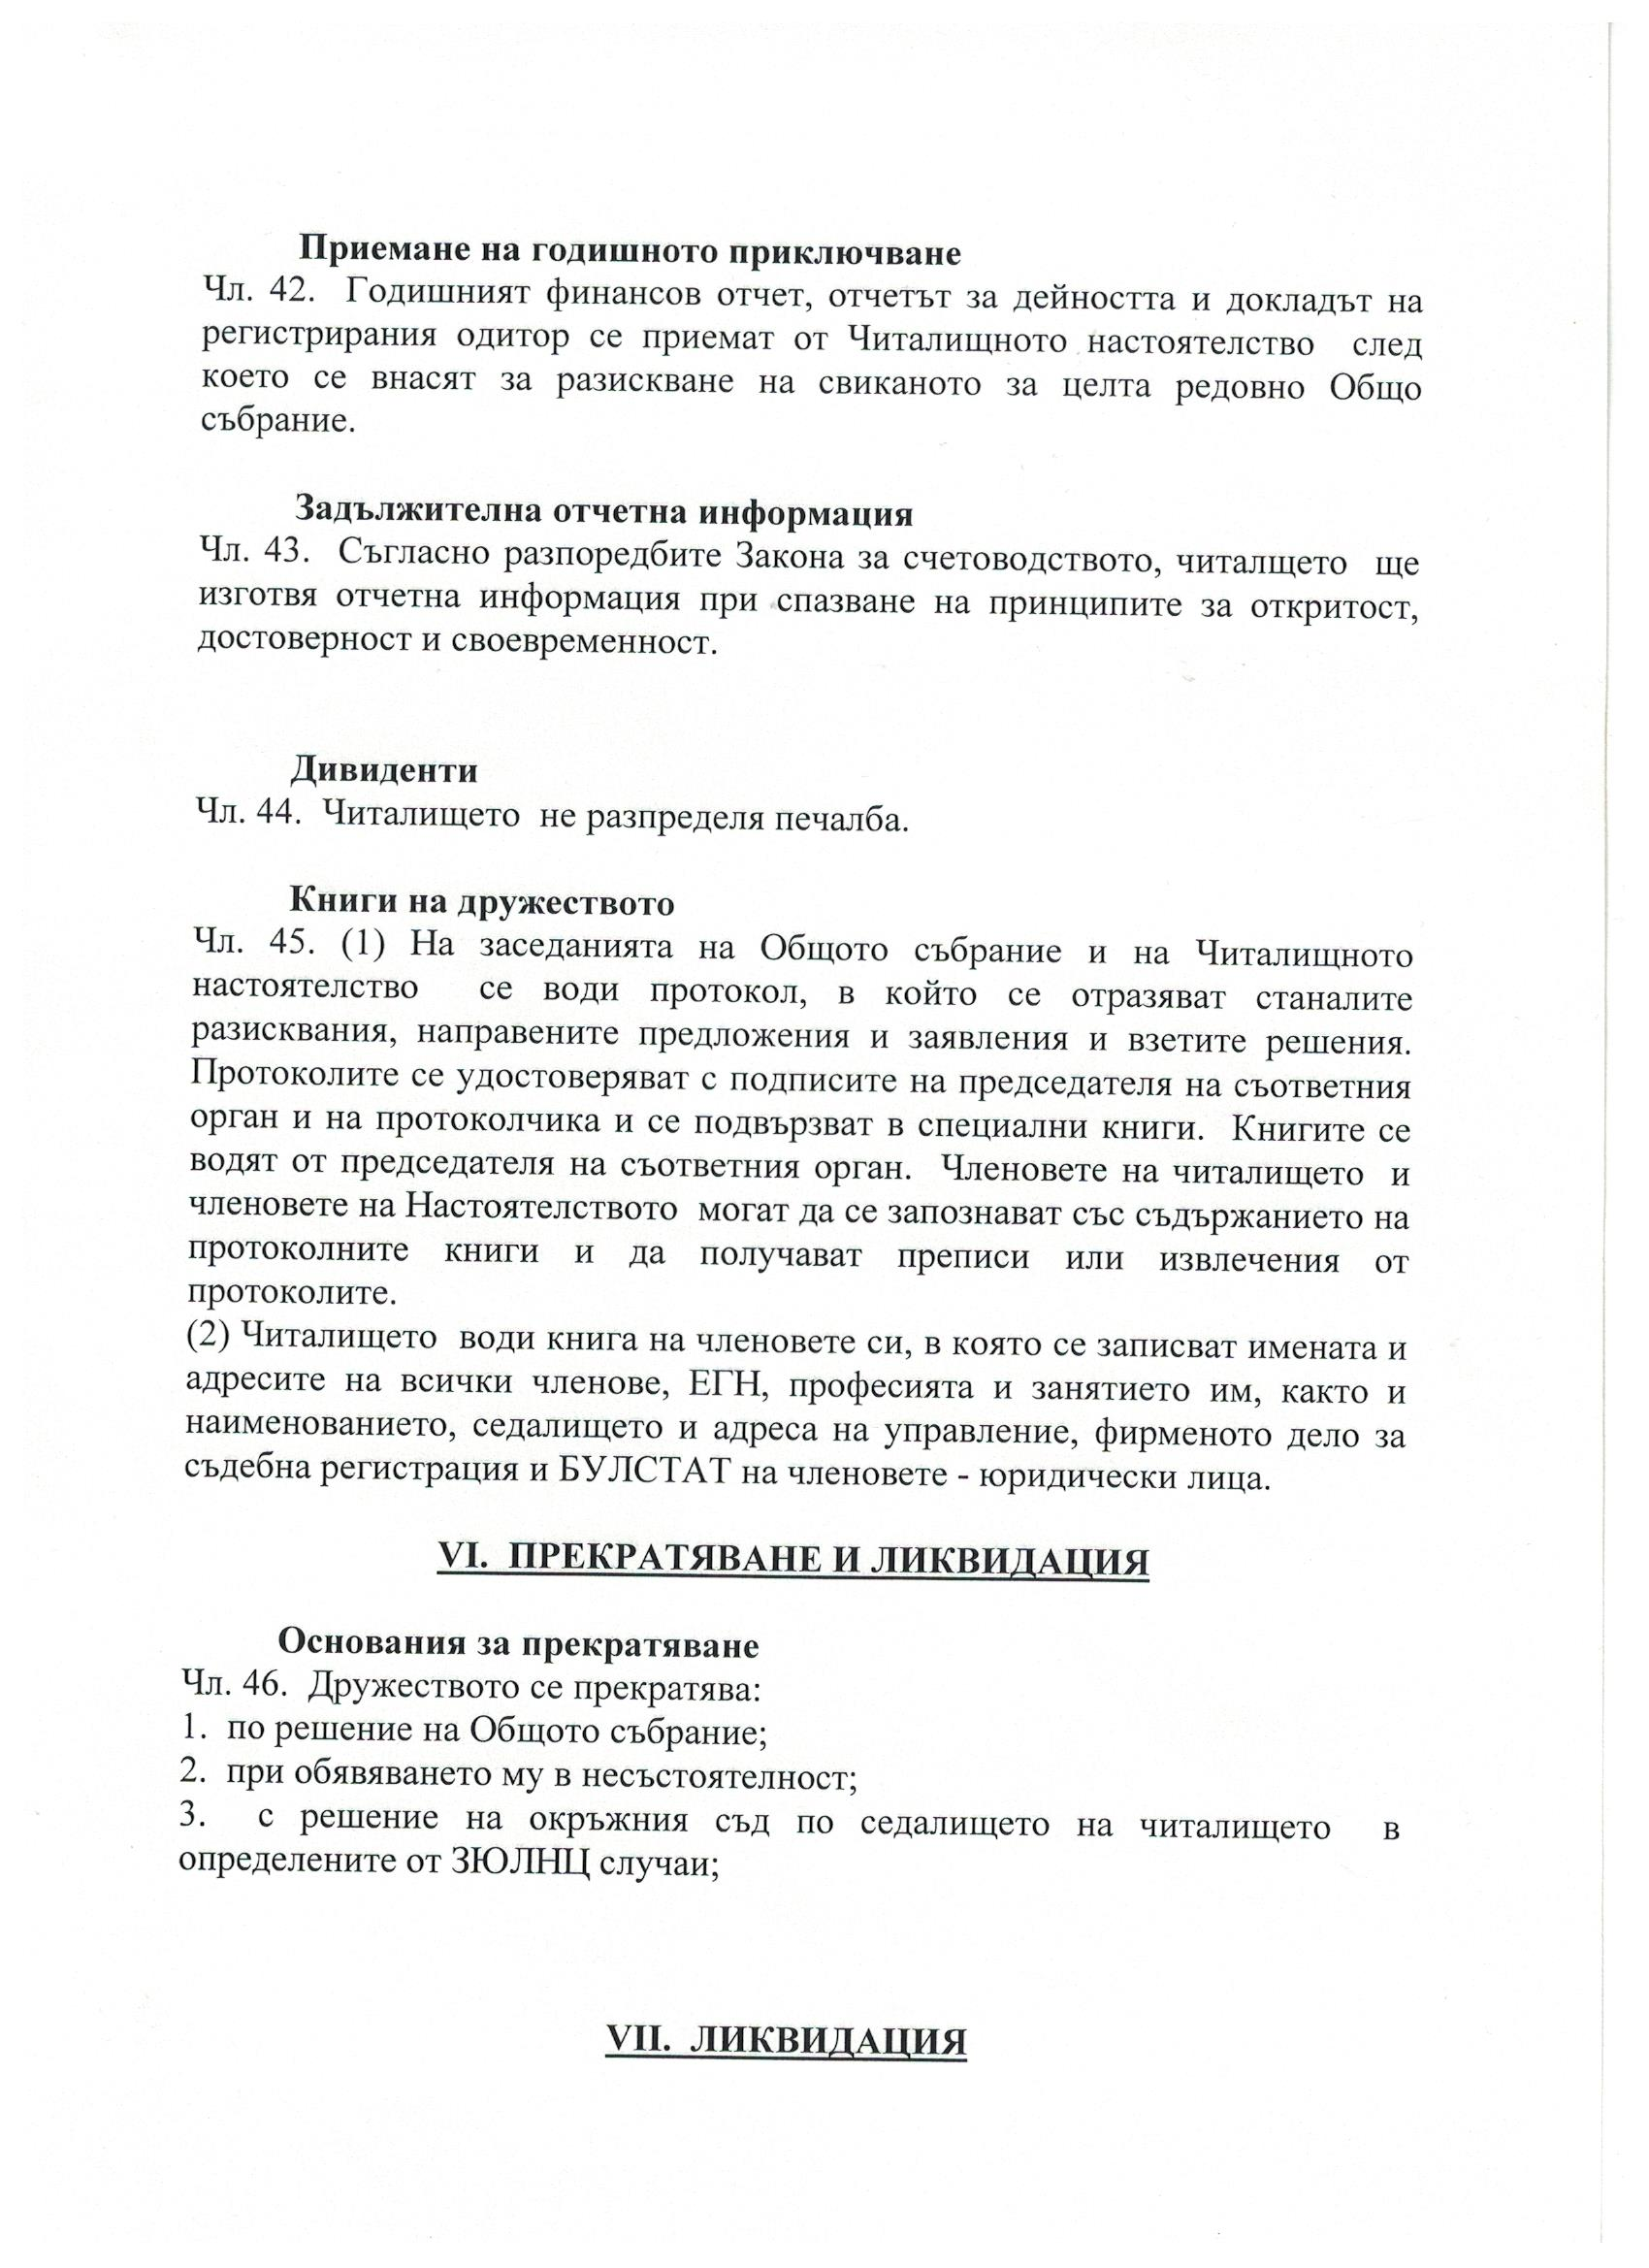 Приемане на годишното приключване
Чл. 42. Годишният финансов отчет, отчетът за дейността и докладът на
регистрирания одитор се приемат от Читалищното настоятелство след
което се внасят за разискване на свиканото за целта редовно Общо
събрание.
Задължителна отчетна информация
Чл. 43. Съгласно разпоредбите Закона за счетоводството, читалщето ще
изготвя отчетна информация при спазване на принципите за откритост,
достоверност и своевременност.
Дивиденти
Чл. 44. Читалището не разпределя печалба.
Книги на дружеството
Чл. 45. (1) На заседанията на Общото събрание и на Читалищното
настоятелство се води протокол, в който се отразяват станалите
разисквания, направените предложения и заявления и взетите решения.
Протоколите се удостоверяват с подписите на председателя на съответния
орган и на протоколчика и се подвързват в специални книги. Книгите се
водят от председателя на съответния орган. Членовете на читалището и
членовете на Настоятелството могат да се запознават със съдържанието на
протоколните книги и да получават преписи или извлечения от
протоколите.
(2) Читалището води книга на членовете си, в която се записват имената и
адресите на всички членове, ЕГН, професията и занятието им, както и
наименованието, седалището и адреса на управление, фирменото дело за
съдебна регистрация и БУЛСТАТ на членовете - юридически лица.
VI. ПРЕКРАТЯВАНЕ И ЛИКВИДАЦИЯ
Основания за прекратяване
Чл. 46. Дружеството се прекратява:
1. по решение на Общото събрание;
2. при обявяването му в несъстоятелност;
3. с решение на окръжния съд по седалището на читалището в
определените от ЗЮЛНЦ случаи;
VII. ЛИКВИДАЦИЯ